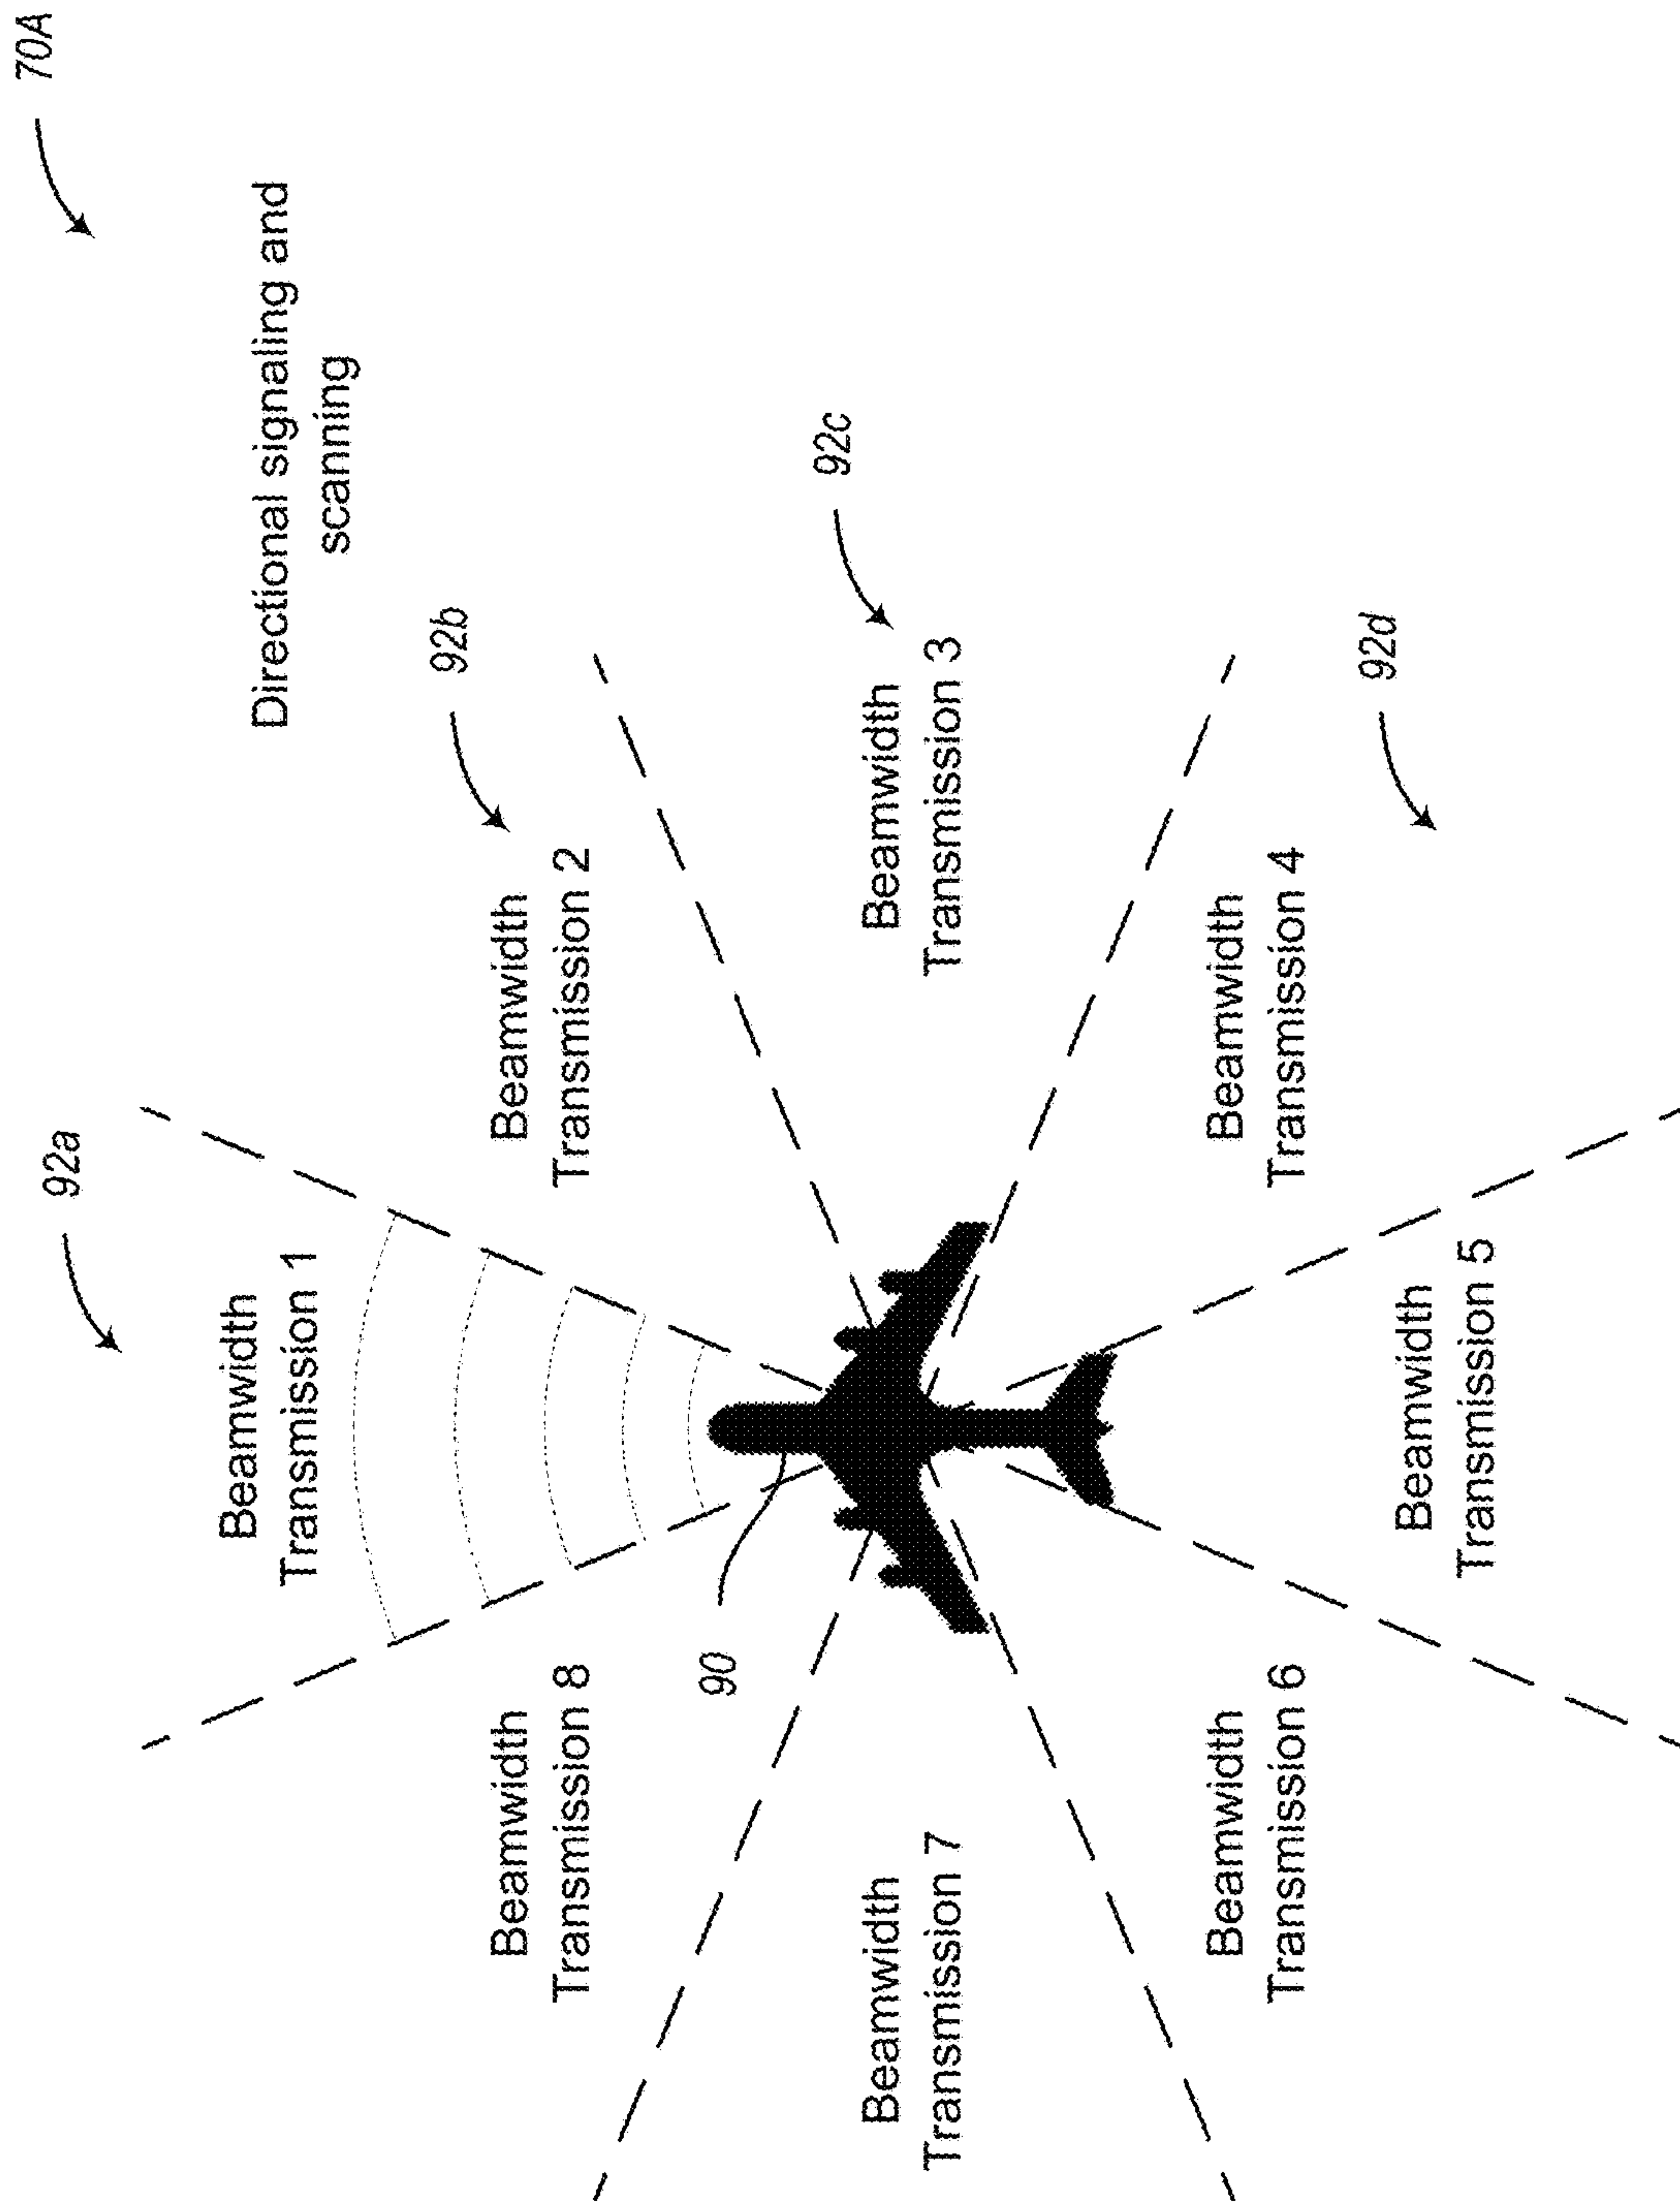 70A
Directional signaling and
scanning
92a
Beamwidth
Transmission 1
92b
Beamwidth
Transmission 2
92c
Beamwidth
Transmission 3
92d
Beamwidth
Transmission 4
Beamwidth
Transmission 5
Beamwidth
Transmission 6
Beamwidth
Transmission 7
Beamwidth
Transmission 8
90